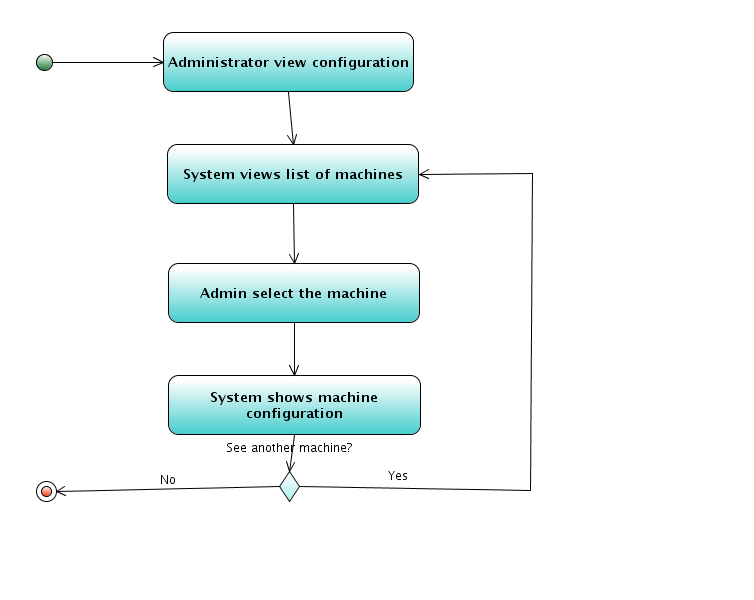 Administrator view configuration
System views list of machines
Admin select the machine
System shows machine
configuration
See another machine?
No
Yes